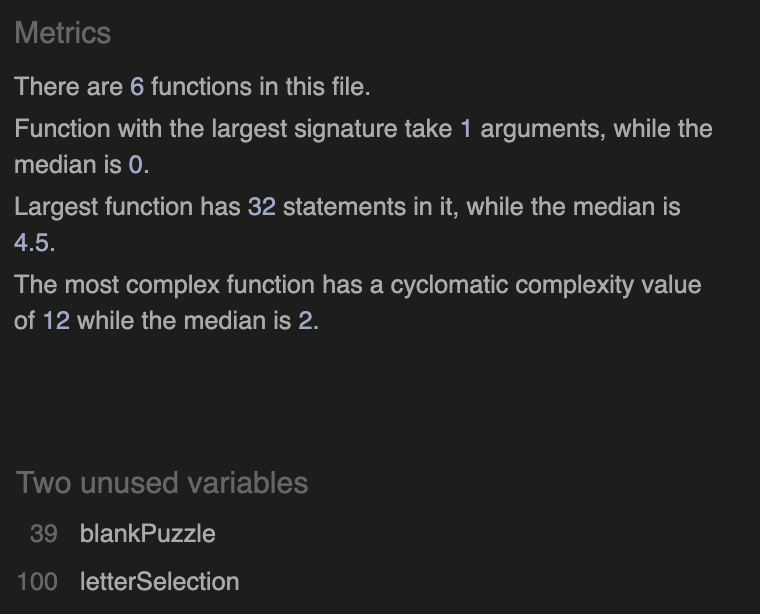 Metrics
There are 6 functions in this file.
Function with the largest signature take 1 arguments, while the
median is 0.
Largest function has 32 statements in it, while the median is
4.5.
The most complex function has a cyclomatic complexity value
of 12 while the median is 2.
Two unused variables
39 blankPuzzle
100 letterSelection